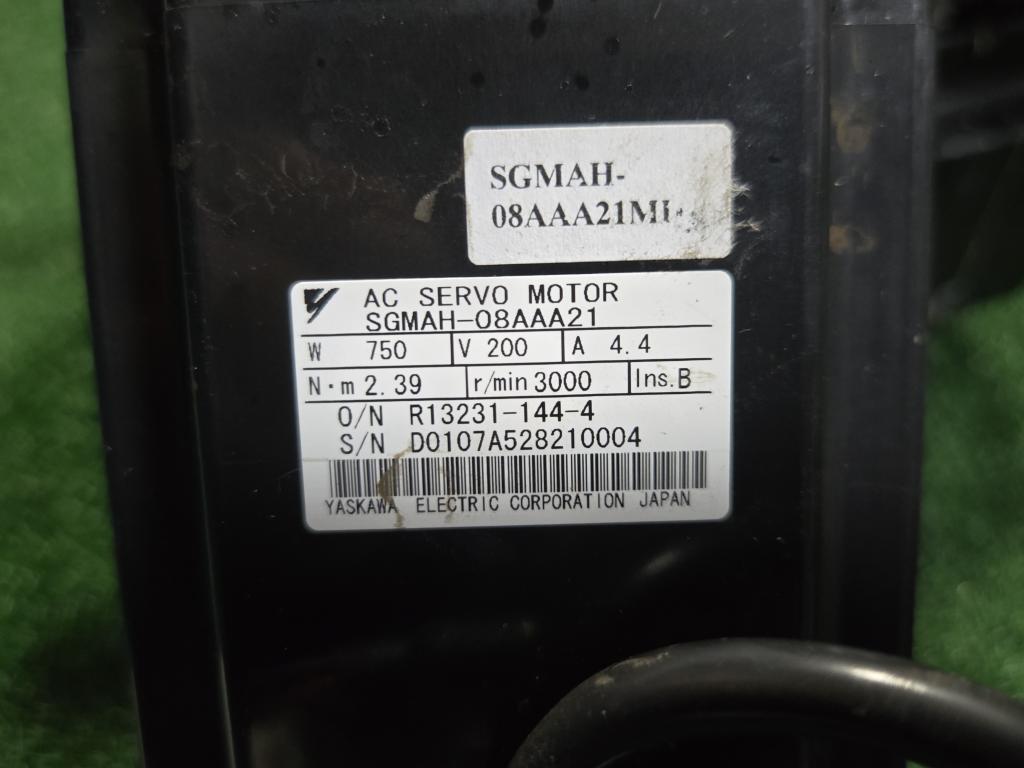 SGMAH-
08AAA21
AC SERVO MOTOR
SGMAH-08AAA21
W 750 V 200 A 4.4
N・m 2.39 r/min 3000 Ins.B
O/N R13231-144-4
S/N D0107A528210004
YASKAWA ELECTRIC CORPORATION JAPAN